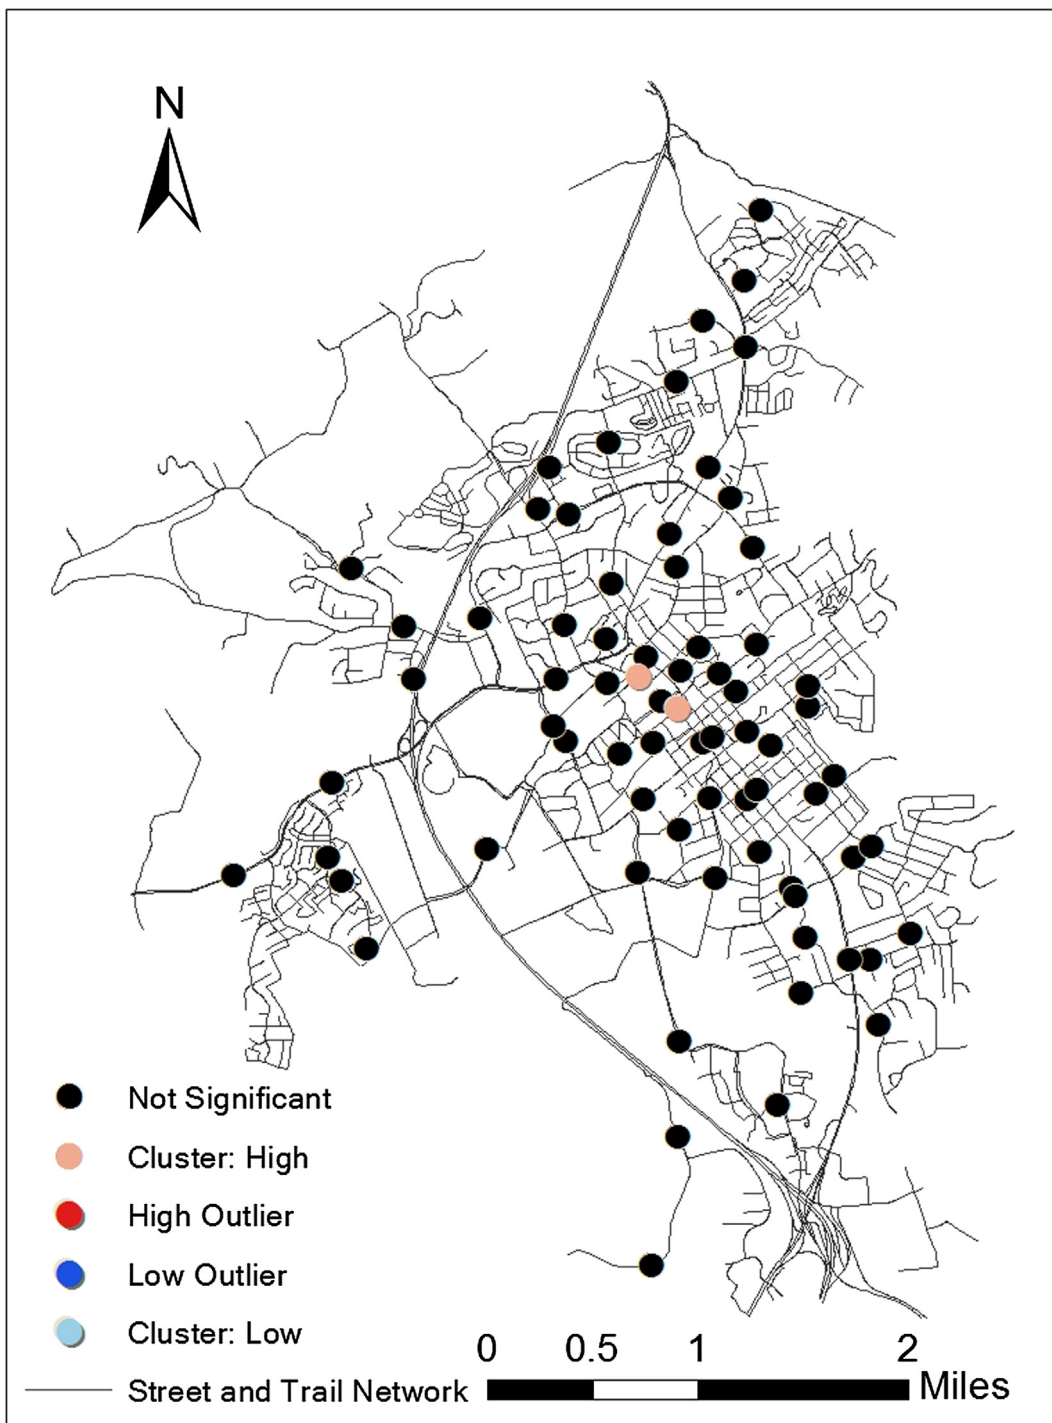 N
Not Significant
Cluster: High
High Outlier
Low Outlier
Cluster: Low
Street and Trail Network
0 0.5 1 2
Miles